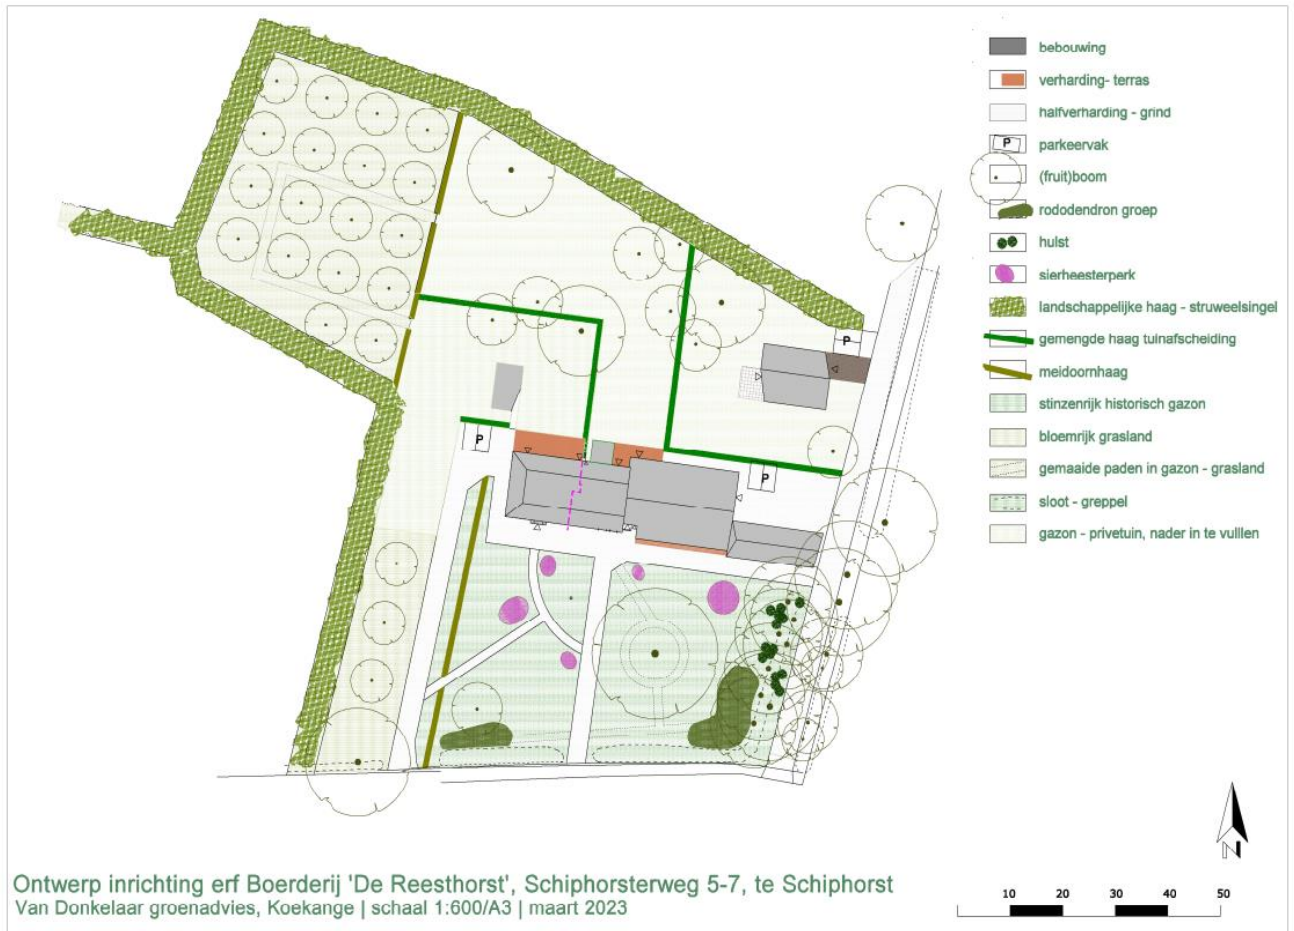 bebouwing
verharding- terras
halfverharding - grind
P parkeervak
(fruit)boom
rododendron groep
hulst
sierheesterperk
landschappelijke haag - struweelsingel
gemengde haag tuinafscheiding
meidoornhaag
stinzenrijk historisch gazon
bloemrijk grasland
gemaaide paden in gazon - grasland
sloot - greppel
gazon - privetuin, nader in te vulllen
P
P
P
N
Ontwerp inrichting erf Boerderij 'De Reesthorst', Schiphorsterweg 5-7, te Schiphorst
Van Donkelaar groenadvies, Koekange | schaal 1:600/A3 | maart 2023
10 20 30 40 50